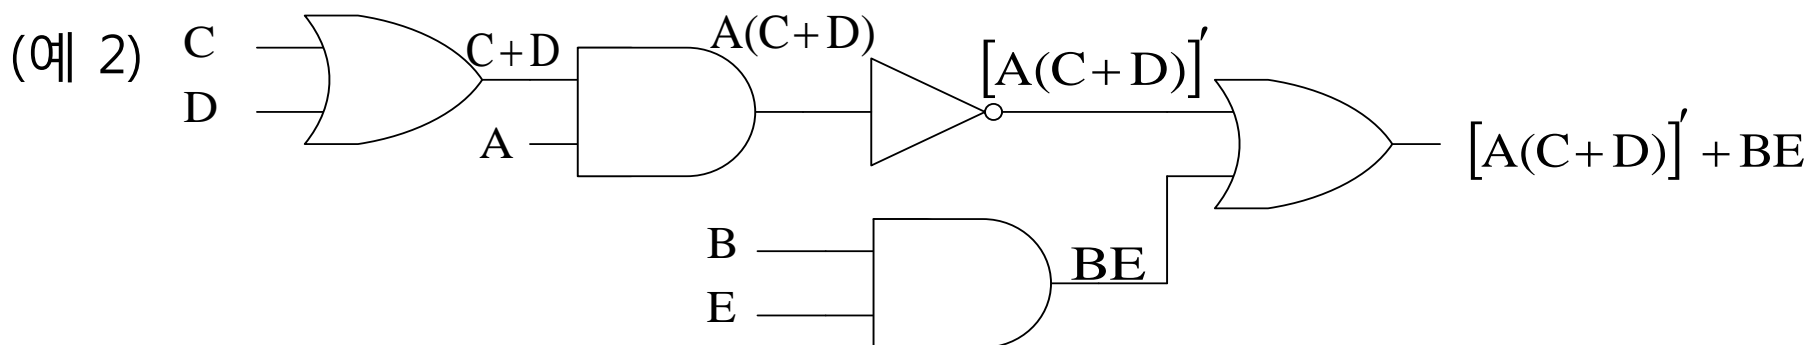 (예 2)
C
D
C+D
A
A(C+D)
[A(C+D)]′
B
E
BE
[A(C+D)]′+BE